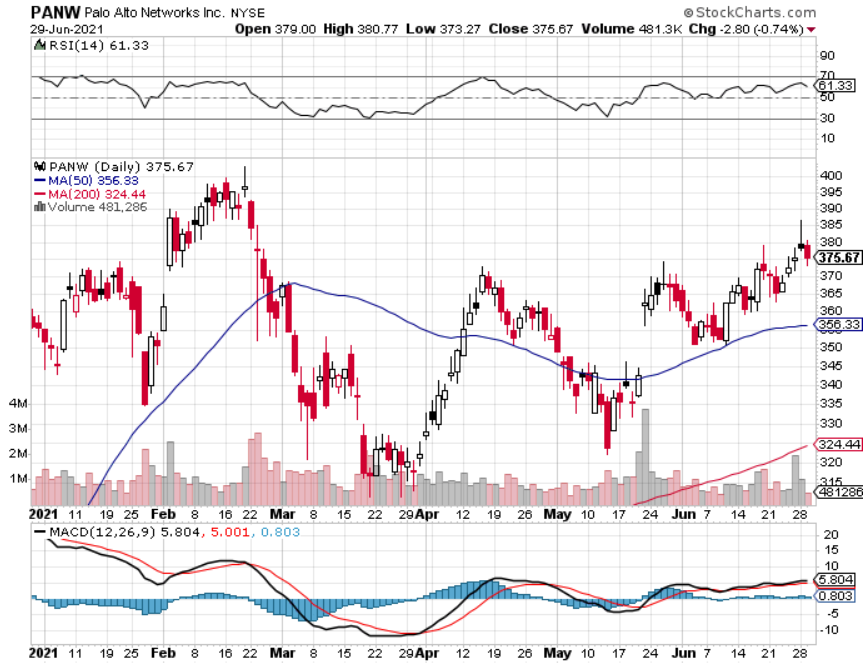 PANW Palo Alto Networks Inc. NYSE © StockCharts.com
29-Jun-2021 Open 379.00 High 380.77 Low 373.27 Close 375.67 Volume 481.3K Chg -2.80 (-0.74%)
RSI(14) 61.33
90
70
61.33
50
30
10
PANW (Daily) 375.67
MA(50) 356.33
MA(200) 324.44
Volume 481,286
400
395
390
385
380
375.67
370
365
360
356.33
350
345
340
335
330
324.44
320
315
481286
4M
3M
2M
1M
2021 11 19 25 Feb 8 16 22 Mar 8 15 22 29 Apr 12 19 26 May 10 17 24 Jun 7 14 21 28
MACD(12,26,9) 5.804, 5.001, 0.803
20
15
10
5.804
0.803
-5
-10
2021 11 19 25 Feb 8 16 22 Mar 8 15 22 29 Apr 12 19 26 May 10 17 24 Jun 7 14 21 28